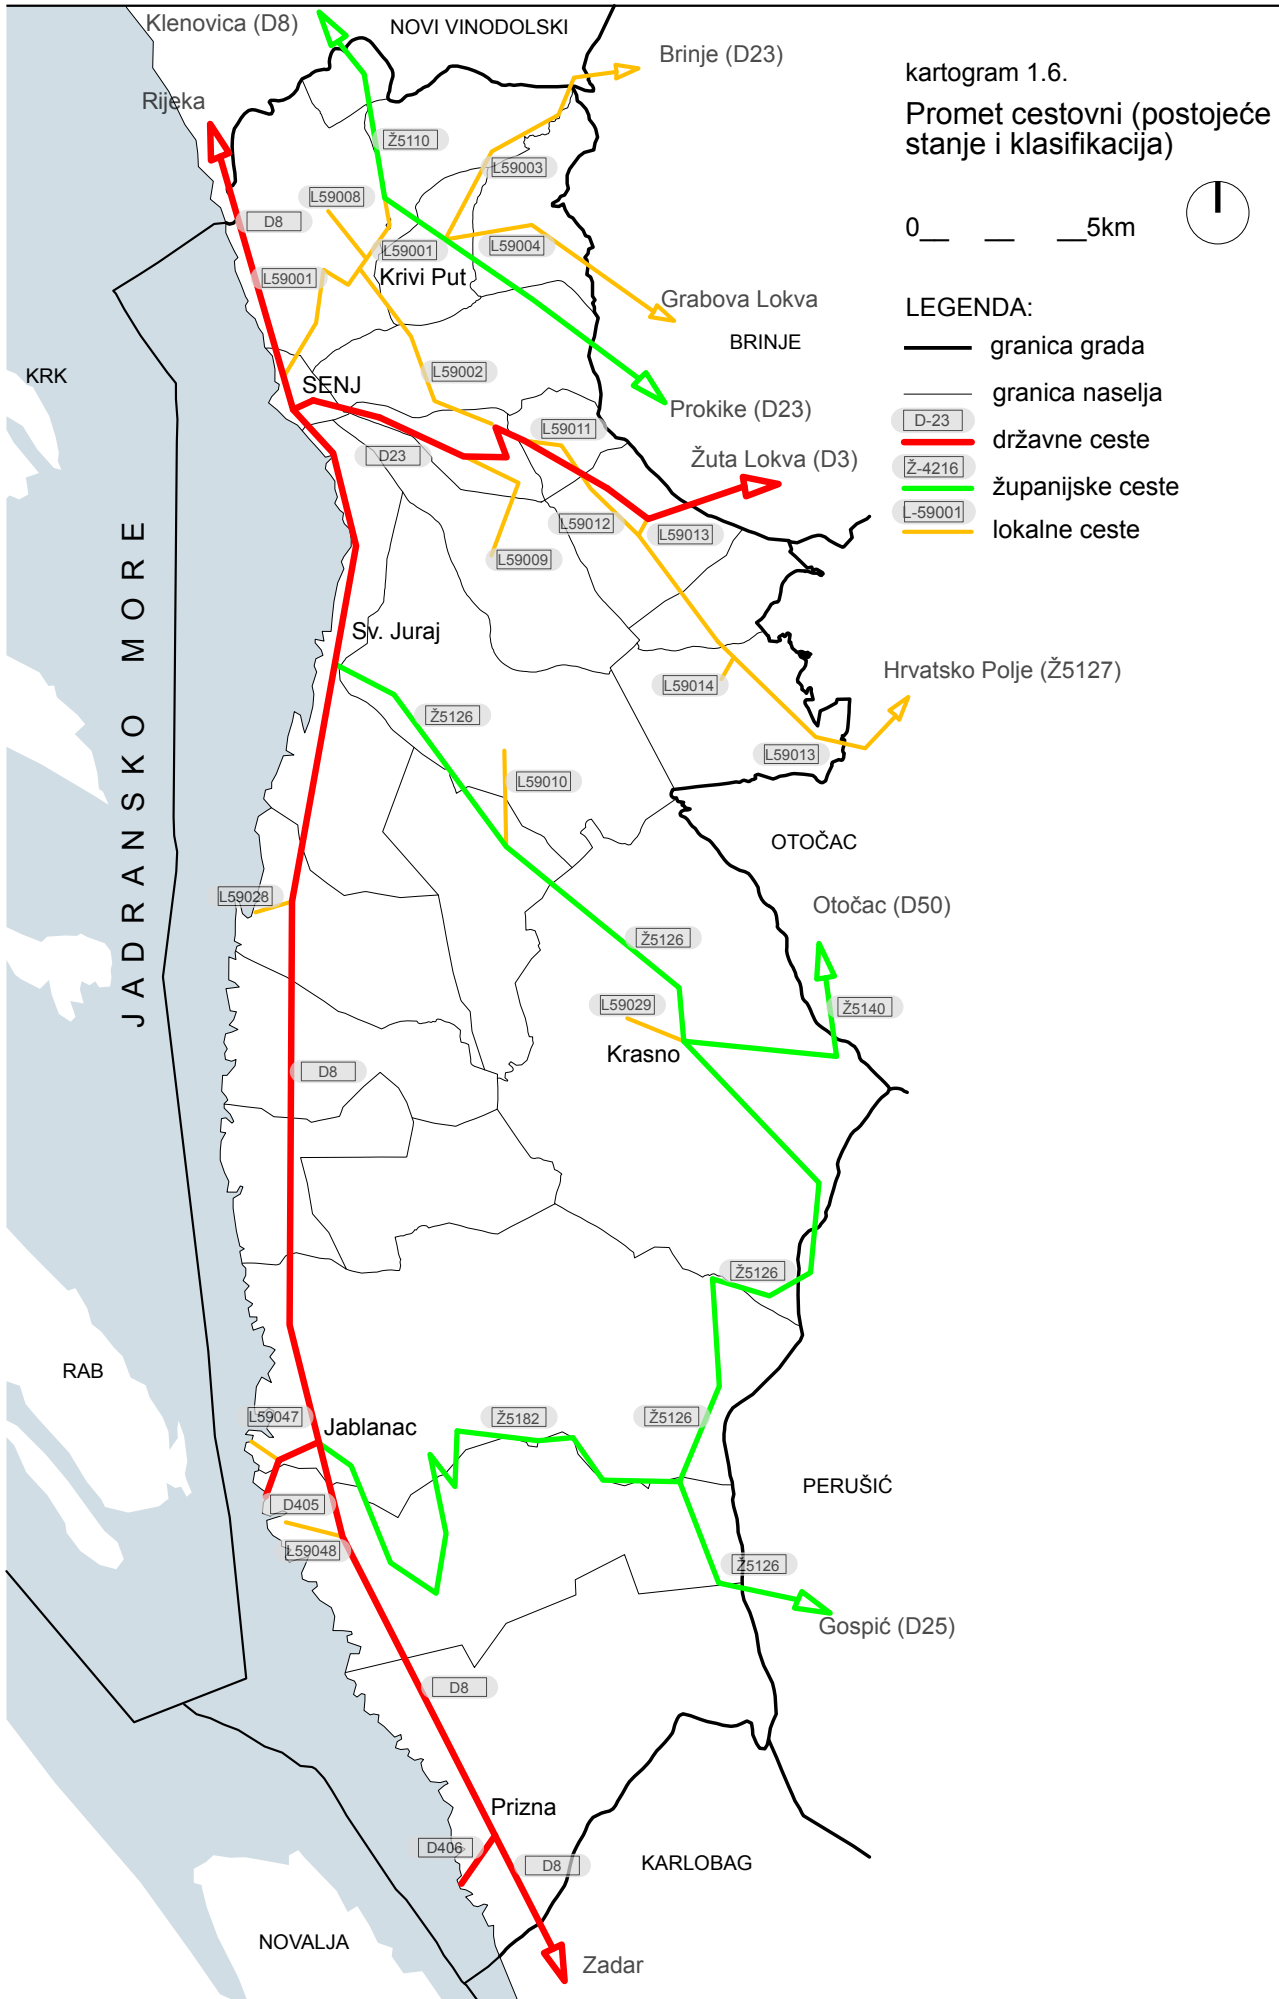 Klenovica (D8)
NOVI VINODOLSKI
Brinje (D23)
Rijeka
kartogram 1.6.
Promet cestovni (postojeće
stanje i klasifikacija)
0__ __ __5km
LEGENDA:
granica grada
granica naselja
D-23
državne ceste
Ž-4216
županijske ceste
L-59001
lokalne ceste
Ž5110
L59003
L59008
D8
L59001
L59004
L59001
Krivi Put
Grabova Lokva
BRINJE
KRK
L59002
SENJ
Prokike (D23)
L59011
D23
Žuta Lokva (D3)
L59012
L59013
L59009
JADRANSKO MORE
Sv. Juraj
Hrvatsko Polje (Ž5127)
L59014
Ž5126
L59013
L59010
OTOČAC
L59028
Otočac (D50)
Ž5126
L59029
Ž5140
Krasno
D8
Ž5126
RAB
L59047
Jablanac
Ž5182
Ž5126
PERUŠIĆ
D405
L59048
Ž5126
Gospić (D25)
D8
Prizna
D406
D8
KARLOBAG
NOVALJA
Zadar